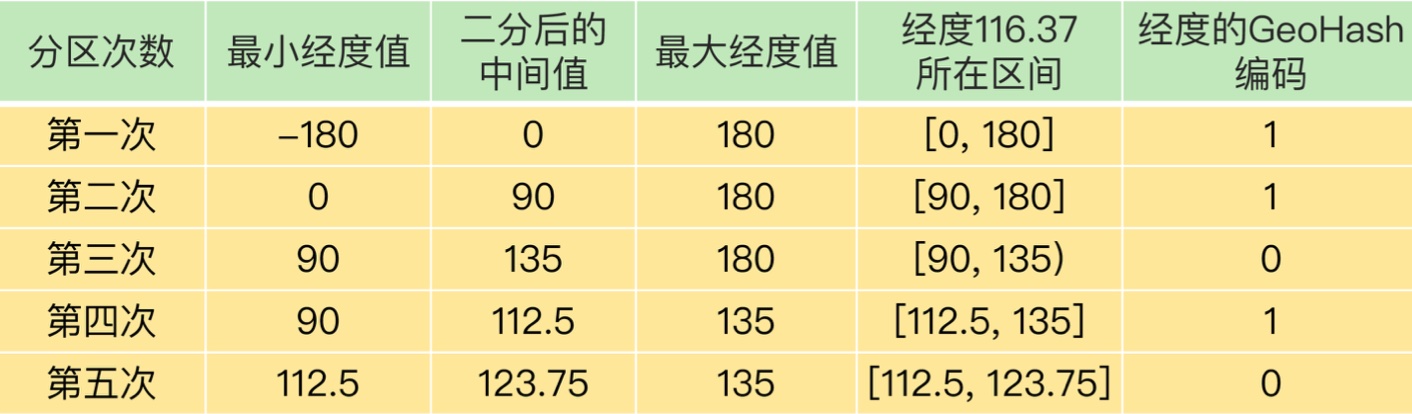 分区次数 最小经度值 二分后的中间值 最大经度值 经度116.37所在区间 经度的GeoHash编码
第一次 –180 0 180 [0, 180] 1
第二次 0 90 180 [90, 180] 1
第三次 90 135 180 [90, 135) 0
第四次 90 112.5 135 [112.5, 135] 1
第五次 112.5 123.75 135 [112.5, 123.75] 0